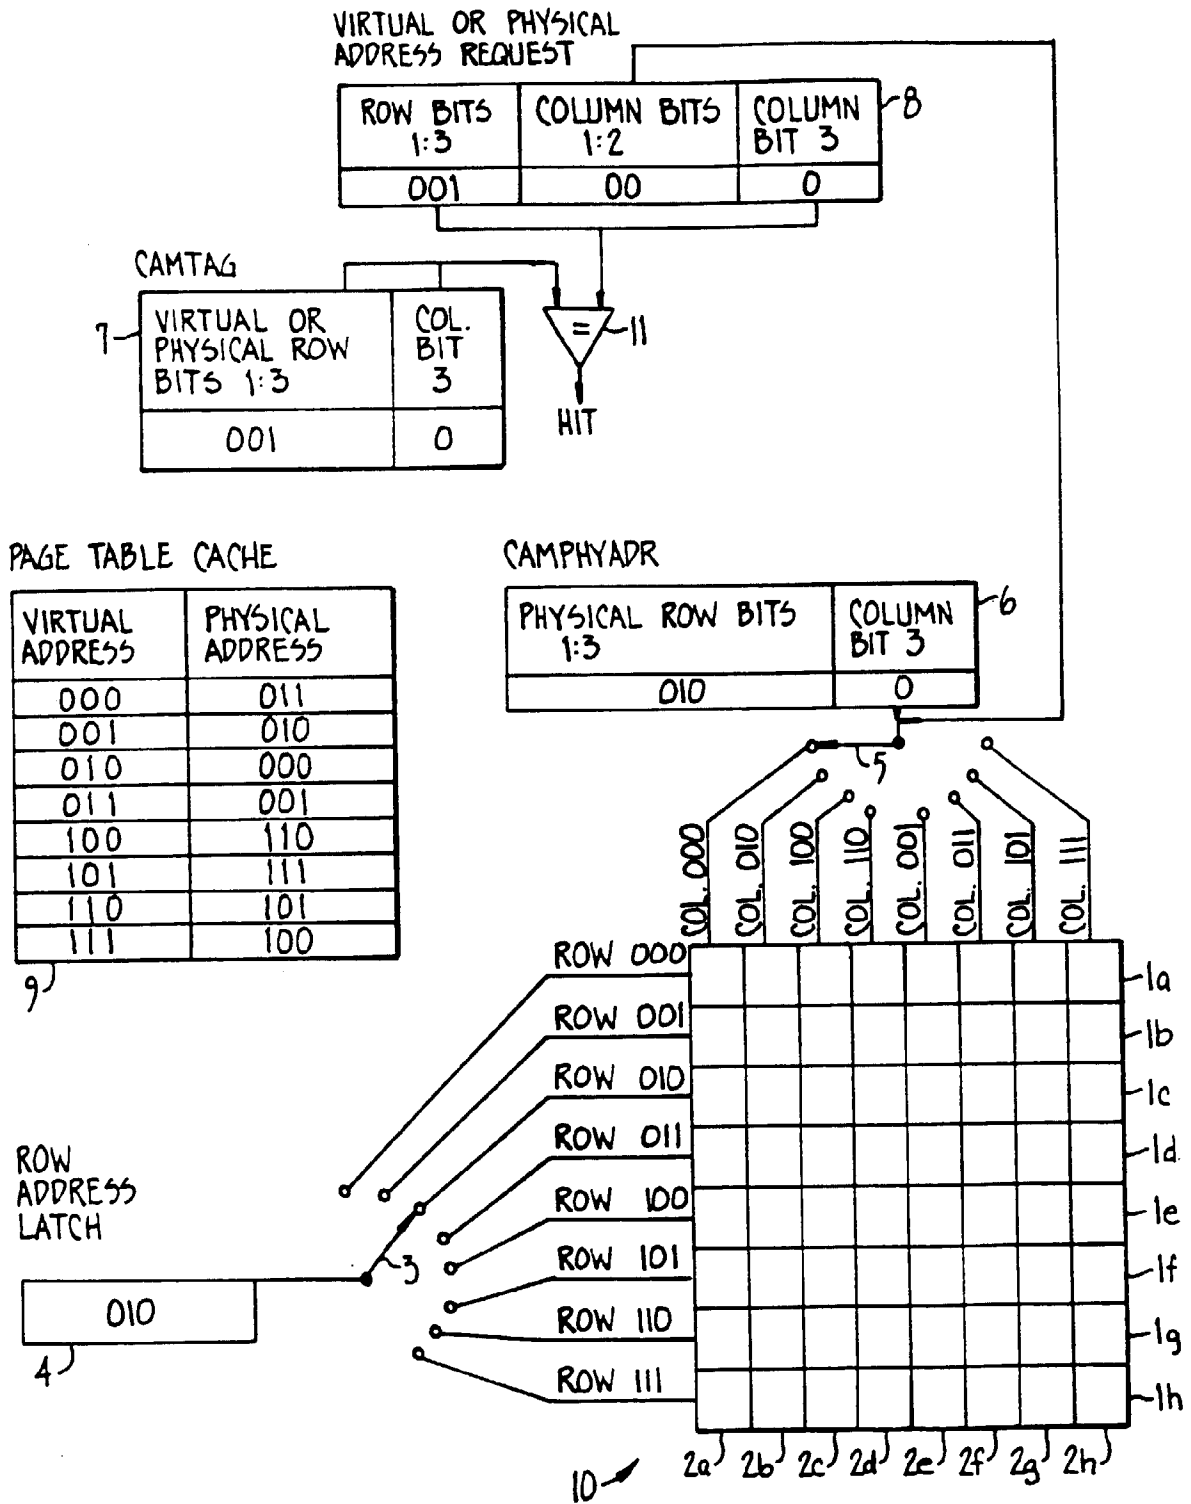 VIRTUAL OR PHYSICAL
ADDRESS REQUEST
ROW BITS
1:3
COLUMN BITS
1:2
COLUMN
BIT 3
8
001
00
0
CAMTAG
7
VIRTUAL OR
PHYSICAL ROW
BITS 1:3
COL.
BIT
3
=
11
HIT
001
0
PAGE TABLE CACHE
VIRTUAL
ADDRESS
PHYSICAL
ADDRESS
000 011
001 010
010 000
011 001
100 110
101 111
110 101
111 100
9
CAMPHYADR
PHYSICAL ROW BITS
1:3
COLUMN
BIT 3
6
010
0
5
COL. 000
COL. 010
COL. 100
COL. 110
COL. 001
COL. 011
COL. 101
COL. 111
ROW 000
ROW 001
ROW 010
ROW 011
ROW 100
ROW 101
ROW 110
ROW 111
1a
1b
1c
1d
1e
1f
1g
1h
ROW
ADDRESS
LATCH
3
010
4
2a 2b 2c 2d 2e 2f 2g 2h
10